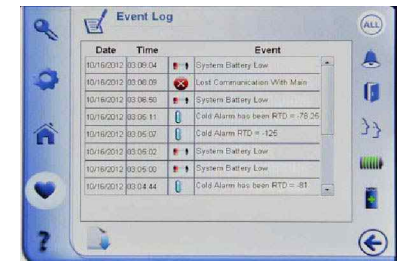 Event Log
ALL
Date Time Event
10/16/2012 03:09:04 System Battery Low
10/16/2012 03:08:09 Lost Communication With Main
10/16/2012 03:06:50 System Battery Low
10/16/2012 03:05:11 Cold Alarm has been RTD = -78.26
10/16/2012 03:05:07 Cold Alarm RTD = -126
10/16/2012 03:05:02 System Battery Low
10/16/2012 03:05:00 System Battery Low
10/16/2012 03:04:44 Cold Alarm has been RTD = -81
?